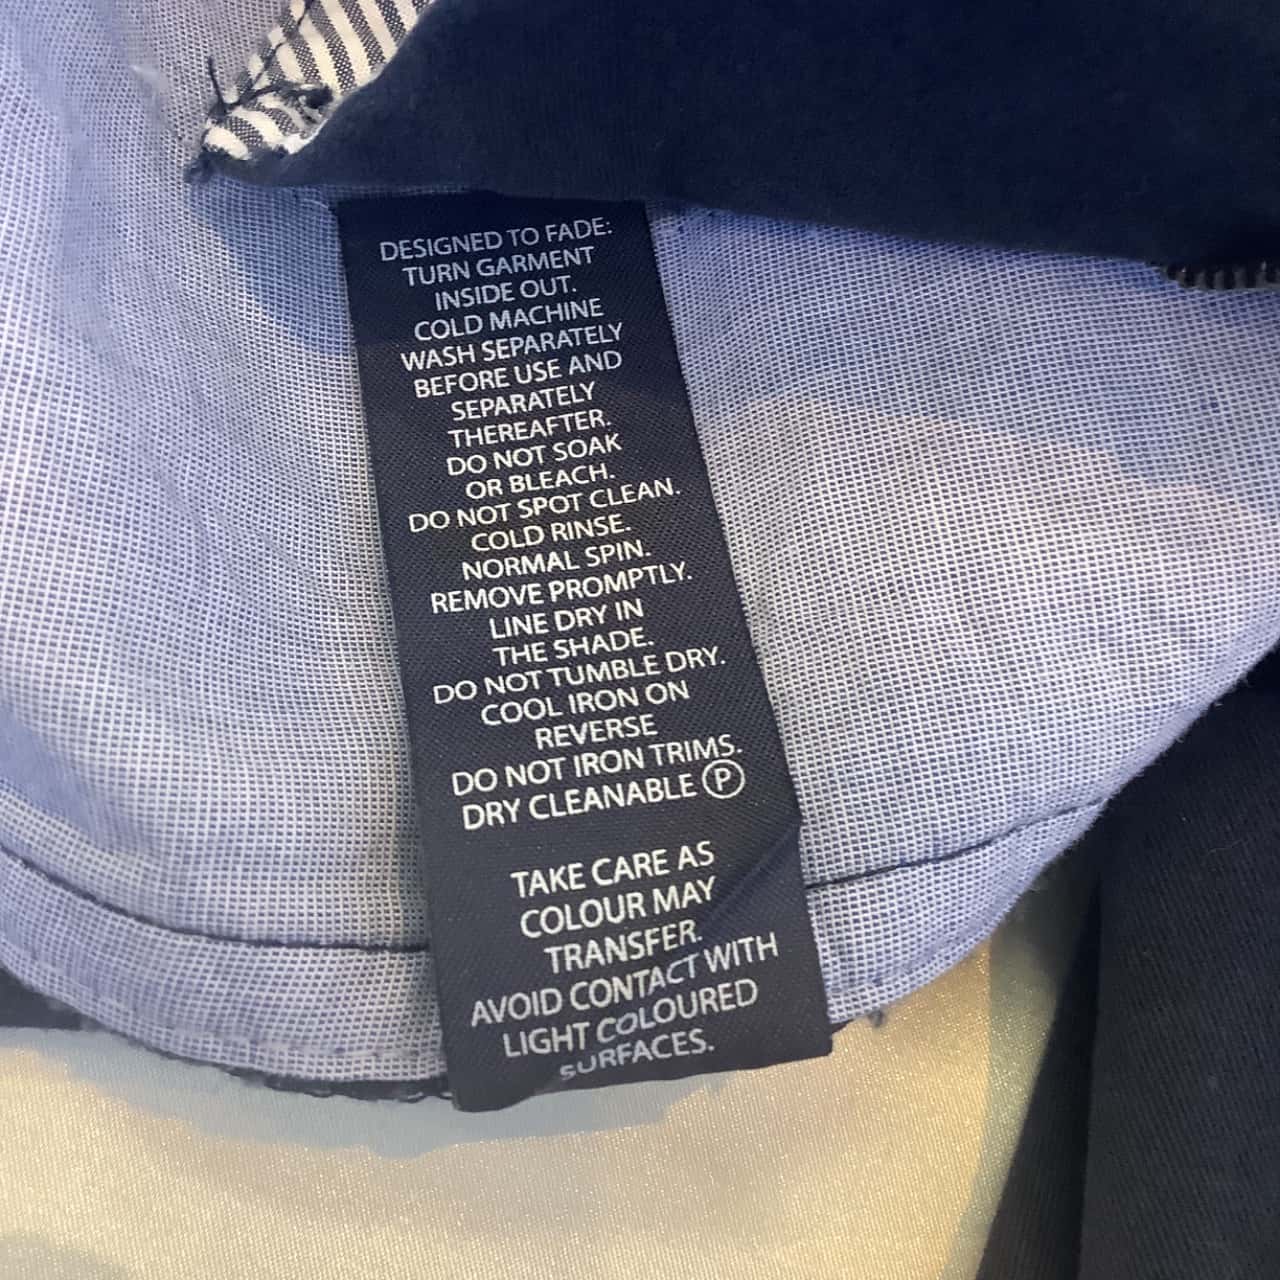 DESIGNED TO FADE:
TURN GARMENT
INSIDE OUT.
COLD MACHINE
WASH SEPARATELY
BEFORE USE AND
SEPARATELY
THEREAFTER.
DO NOT SOAK
OR BLEACH.
DO NOT SPOT CLEAN.
COLD RINSE.
NORMAL SPIN.
REMOVE PROMPTLY.
LINE DRY IN
THE SHADE.
DO NOT TUMBLE DRY.
COOL IRON ON
REVERSE
DO NOT IRON TRIMS.
DRY CLEANABLE Ⓟ
TAKE CARE AS
COLOUR MAY
TRANSFER.
AVOID CONTACT WITH
LIGHT COLOURED
SURFACES.